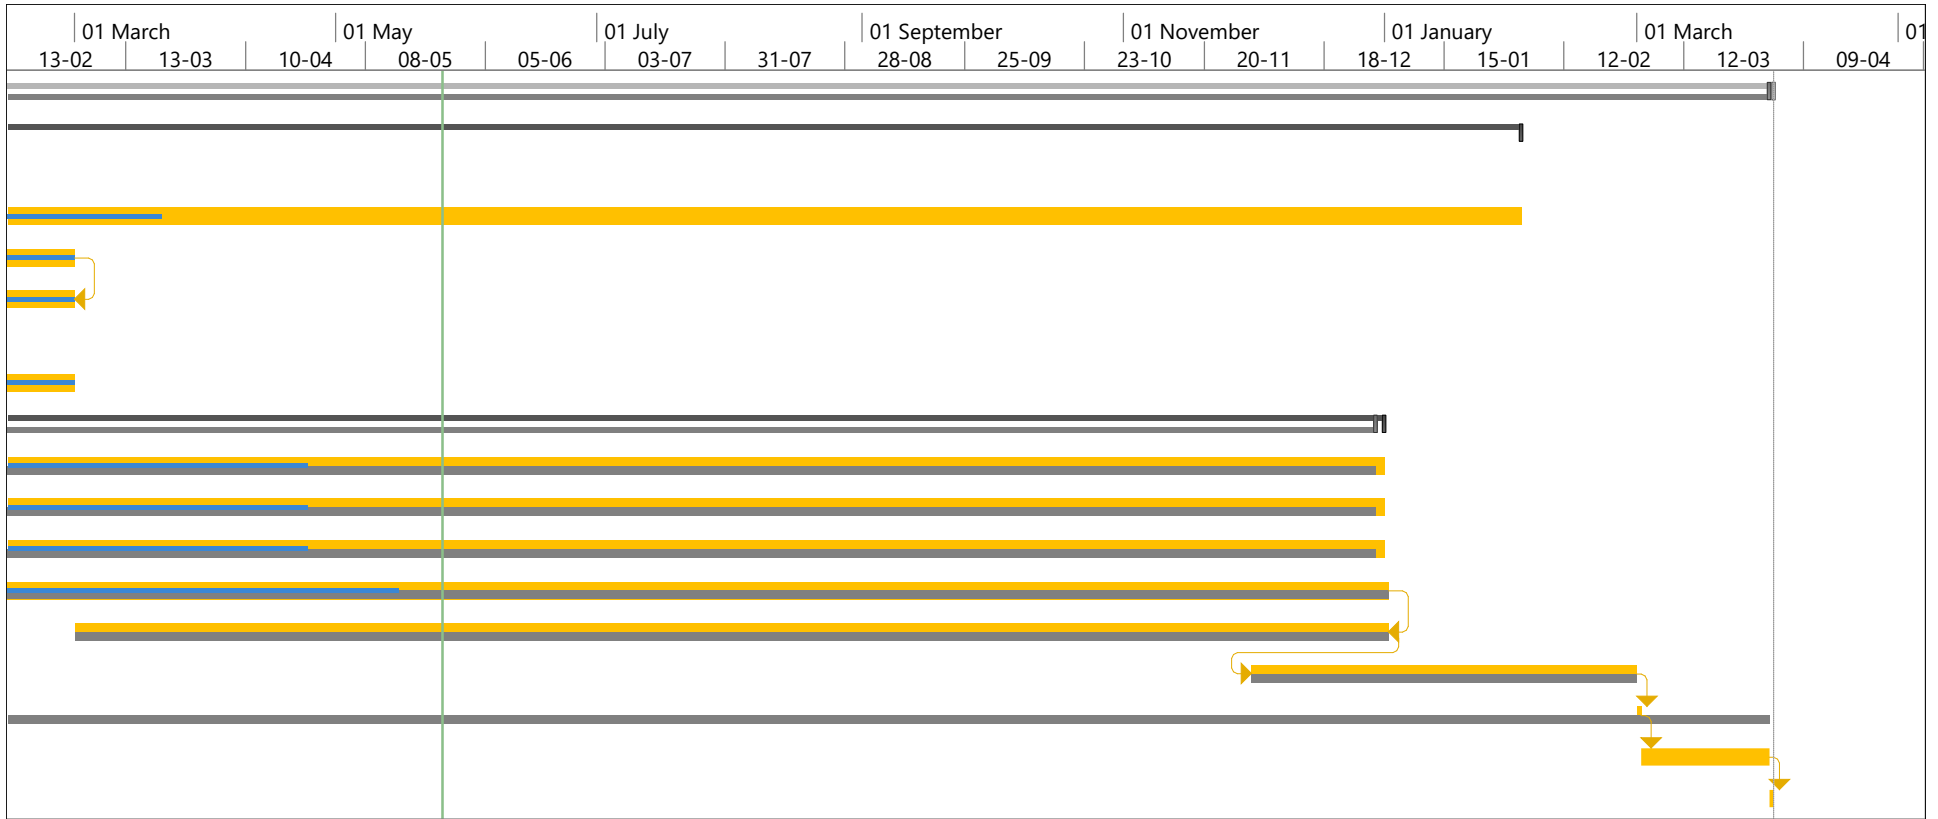 01 March 01 May 01 July 01 September 01 November 01 January 01 March 01
13-02 13-03 10-04 08-05 05-06 03-07 31-07 28-08 25-09 23-10 20-11 18-12 15-01 12-02 12-03 09-04